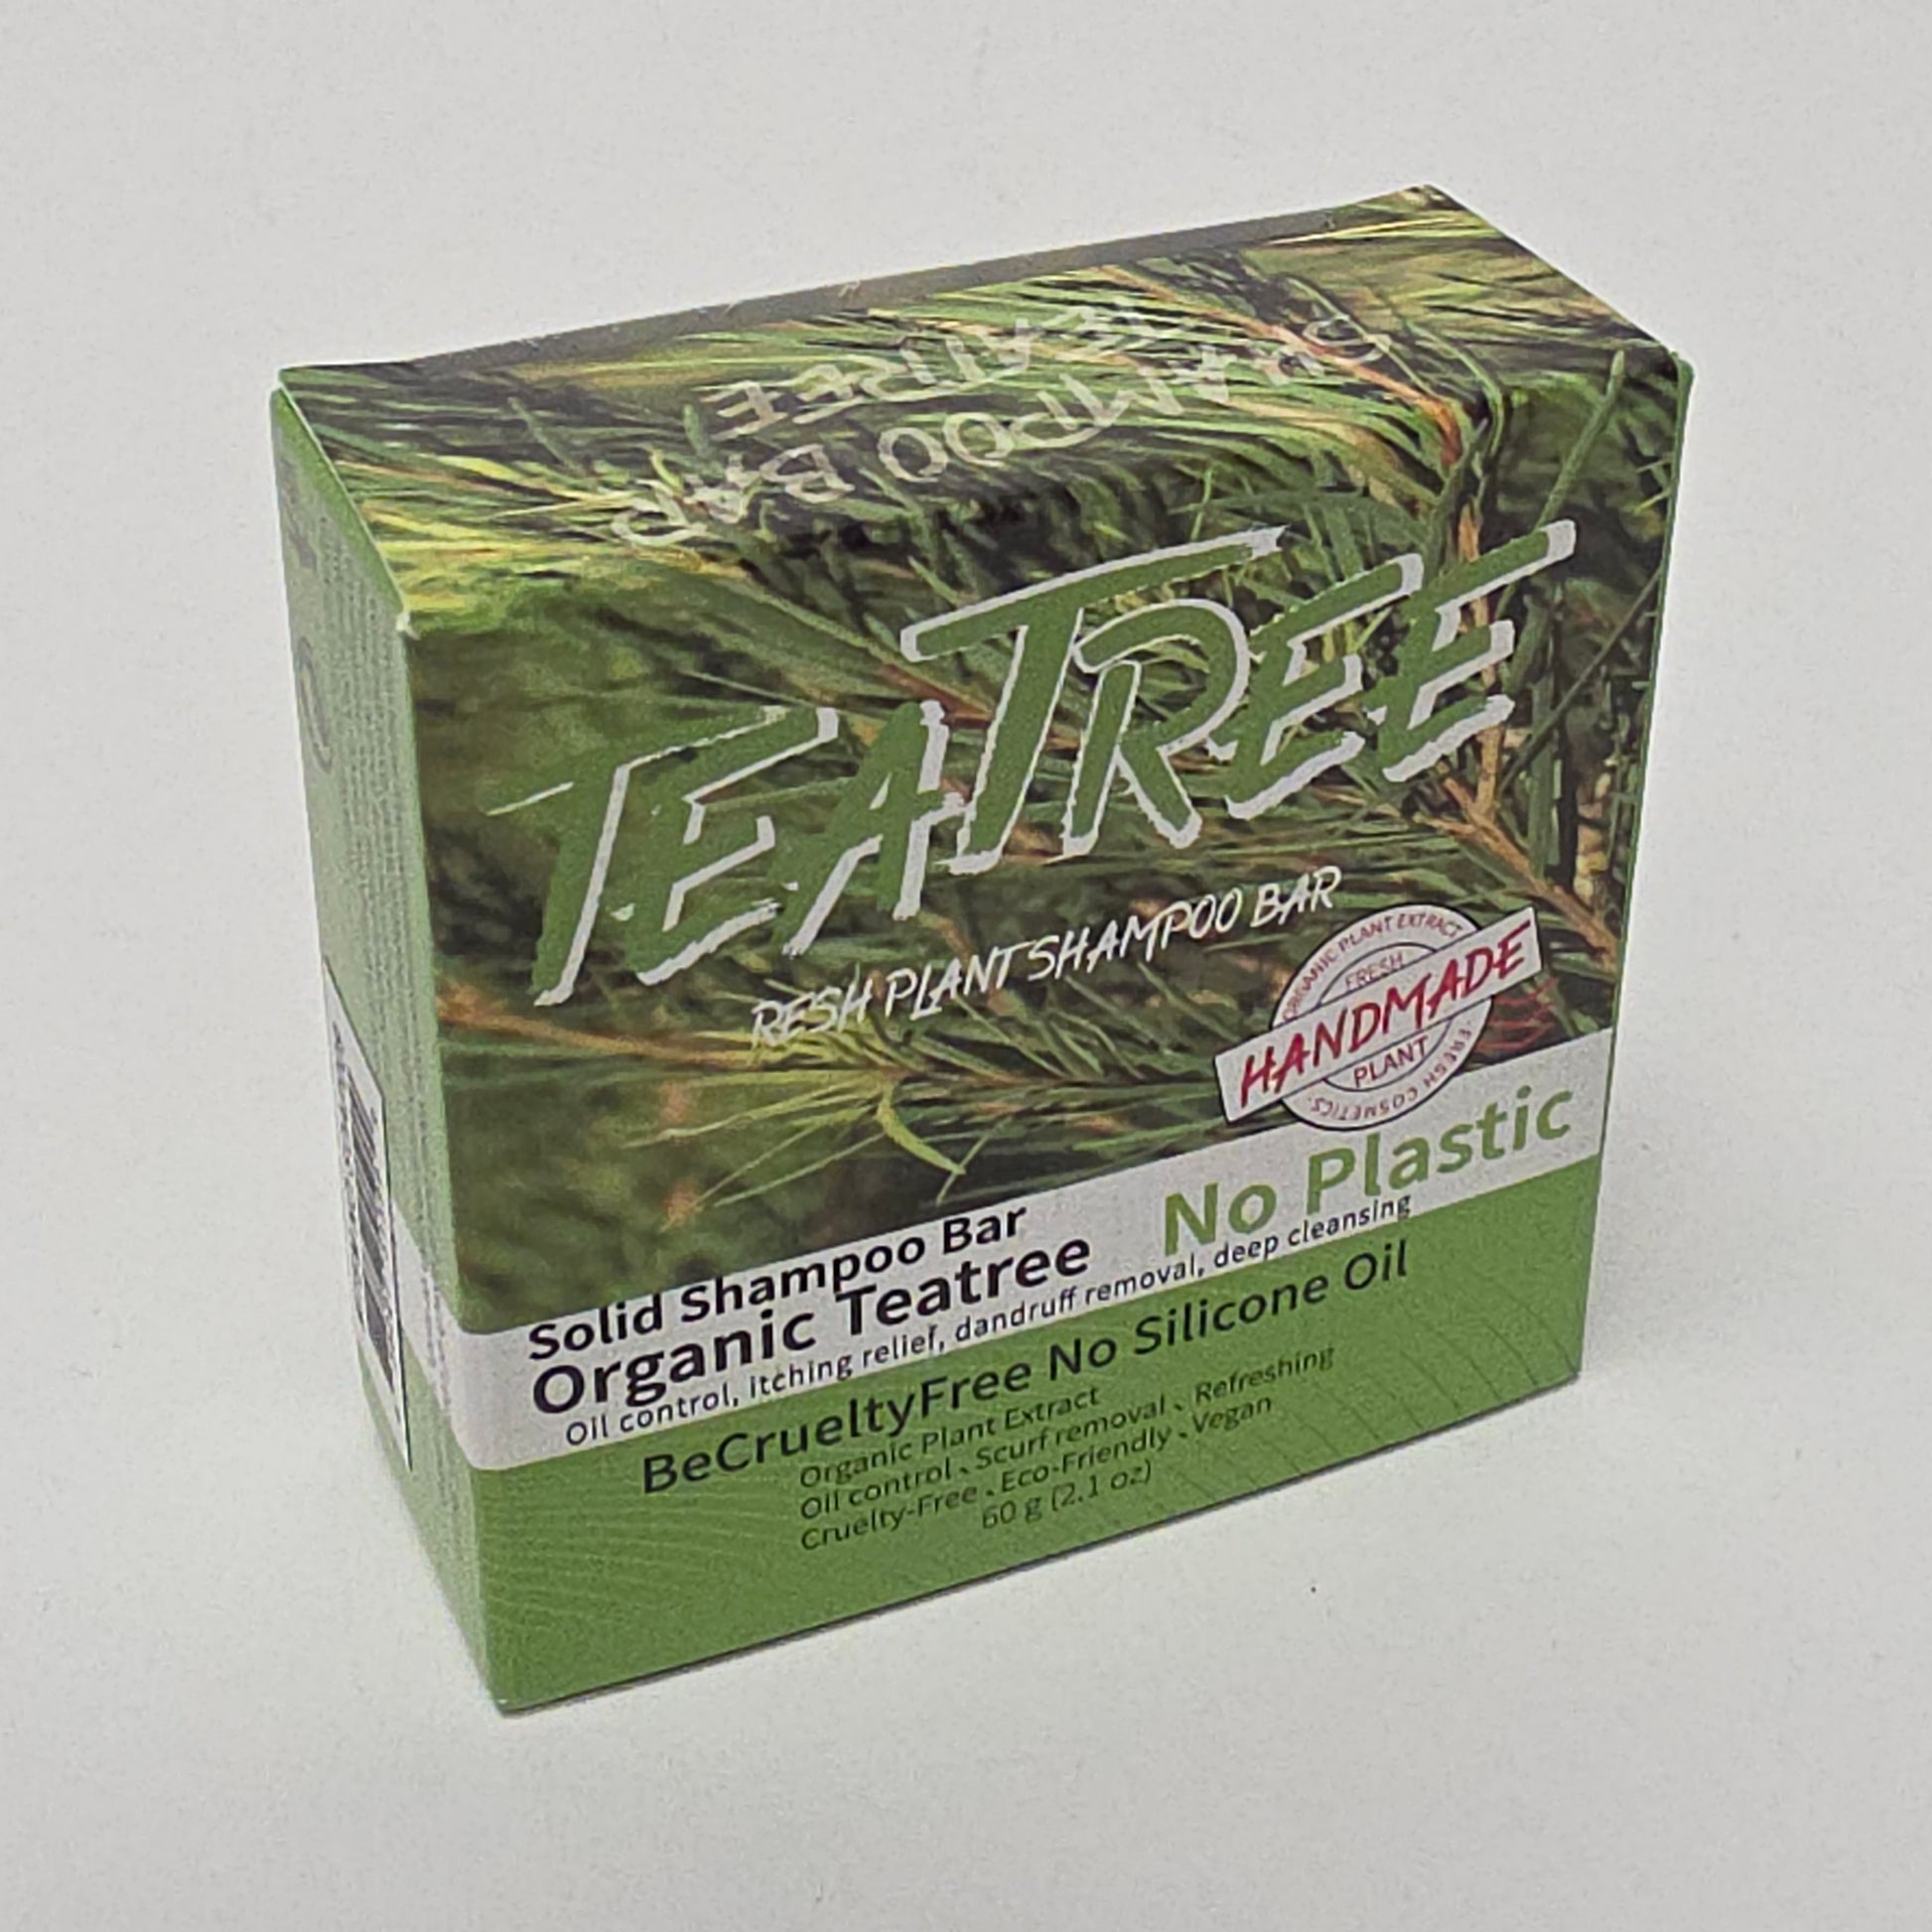 SHAMPOO BAR
TEATREE
TEATREE
RESH PLANT SHAMPOO BAR
ORGANIC PLANT EXTRACT
FRESH
HANDMADE
PLANT
FRESH COSMETICS
No Plastic
Solid Shampoo Bar
Organic Teatree
Oil control, itching relief, dandruff removal, deep cleansing
BeCrueltyFree No Silicone Oil
Organic Plant Extract
Oil control、Scurf removal、Refreshing
Cruelty-Free、Eco-Friendly、Vegan
60 g (2.1 oz)